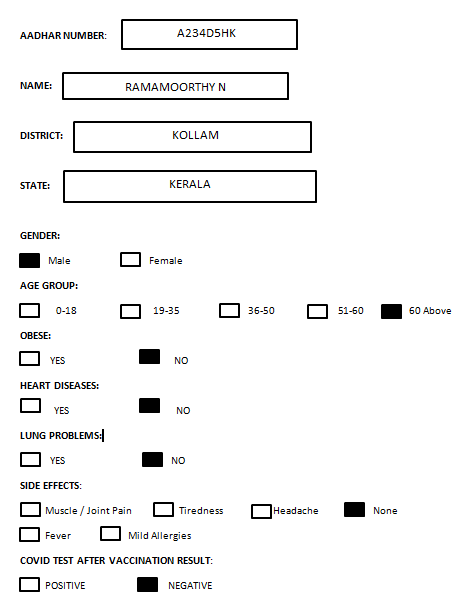 AADHAR NUMBER: A234D5HK
NAME: RAMAMOORTHY N
DISTRICT: KOLLAM
STATE: KERALA
GENDER:
Male Female
AGE GROUP:
0-18 19-35 36-50 51-60 60 Above
OBESE:
YES NO
HEART DISEASES:
YES NO
LUNG PROBLEMS:
YES NO
SIDE EFFECTS:
Muscle / Joint Pain Tiredness Headache None
Fever Mild Allergies
COVID TEST AFTER VACCINATION RESULT:
POSITIVE NEGATIVE